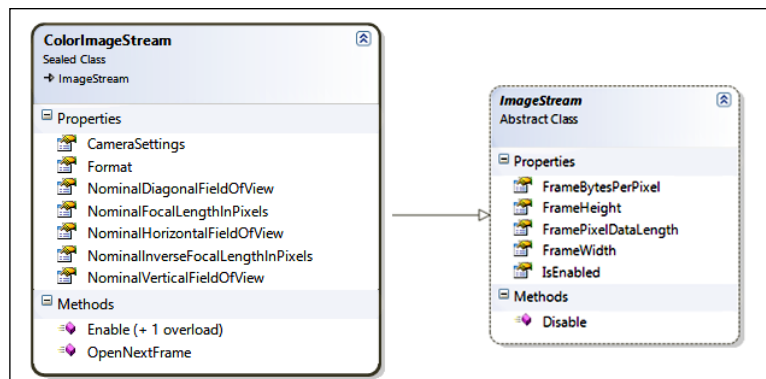 ColorImageStream
Sealed Class
ImageStream
Properties
CameraSettings
Format
NominalDiagonalFieldOfView
NominalFocalLengthInPixels
NominalHorizontalFieldOfView
NominalInverseFocalLengthInPixels
NominalVerticalFieldOfView
Methods
Enable (+ 1 overload)
OpenNextFrame
ImageStream
Abstract Class
Properties
FrameBytesPerPixel
FrameHeight
FramePixelDataLength
FrameWidth
IsEnabled
Methods
Disable